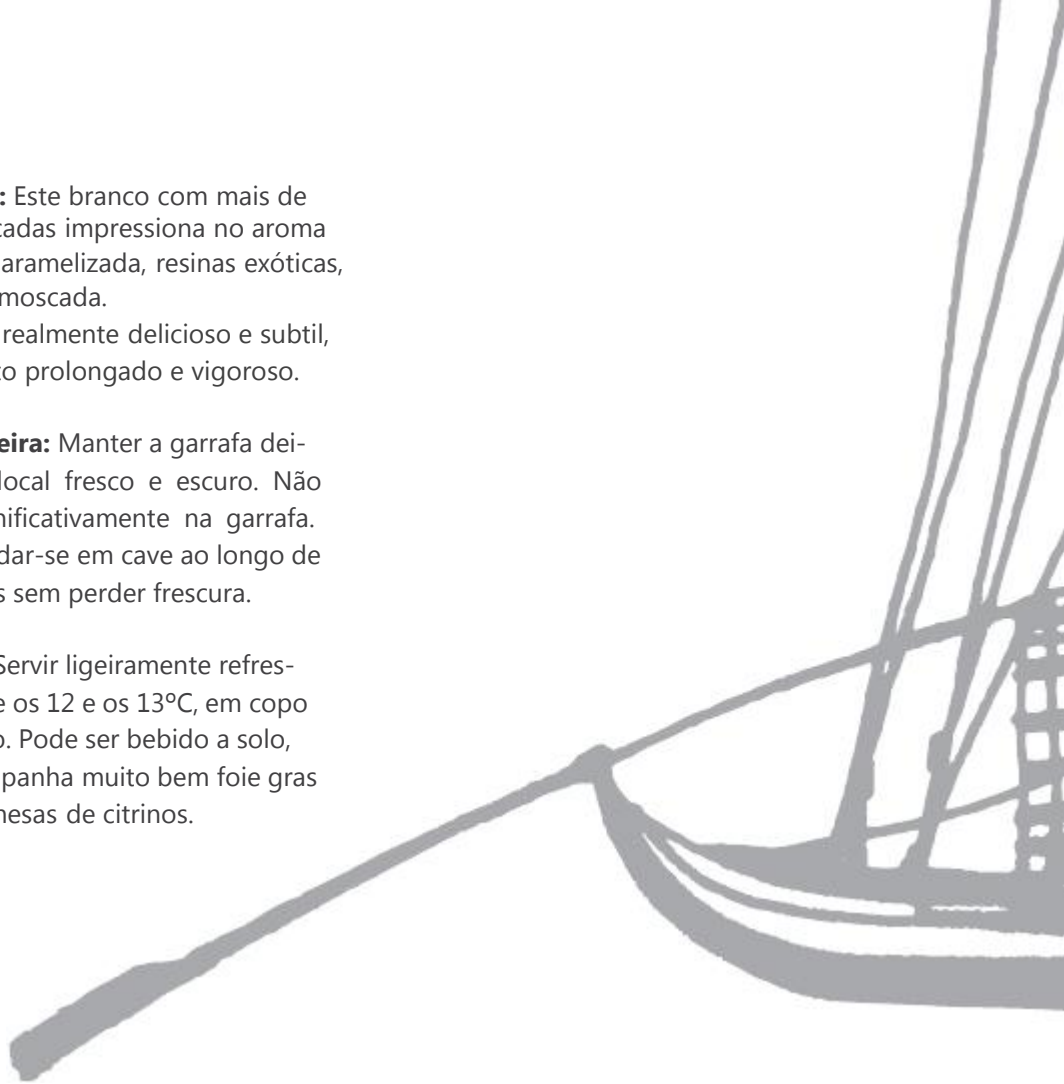 : Este branco com mais de
cadas impressiona no aroma
aramelizada, resinas exóticas,
moscada.
realmente delicioso e subtil,
to prolongado e vigoroso.
eira: Manter a garrafa dei-
local fresco e escuro. Não
nificativamente na garrafa.
dar-se em cave ao longo de
s sem perder frescura.
Servir ligeiramente refres-
e os 12 e os 13ºC, em copo
o. Pode ser bebido a solo,
panha muito bem foie gras
nesas de citrinos.